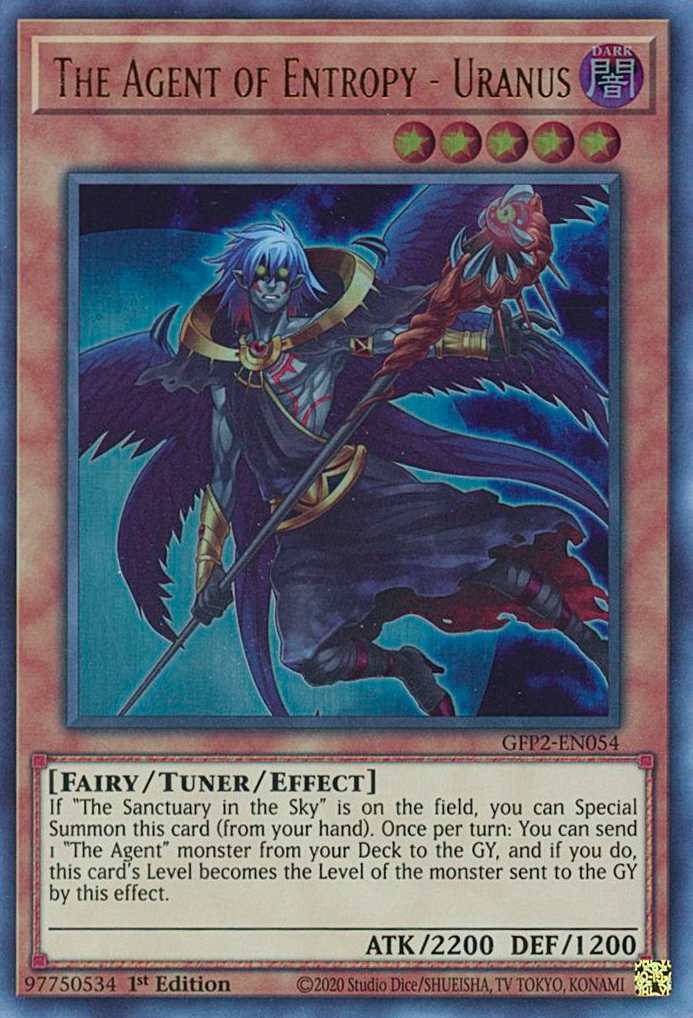 THE AGENT OF ENTROPY - URANUS
DARK
闇
GFP2-EN054
[FAIRY/TUNER/EFFECT]
If "The Sanctuary in the Sky" is on the field, you can Special
Summon this card (from your hand). Once per turn: You can send
1 "The Agent" monster from your Deck to the GY, and if you do,
this card's Level becomes the Level of the monster sent to the GY
by this effect.
ATK/2200 DEF/1200
97750534 1st Edition
©2020 Studio Dice/SHUEISHA, TV TOKYO, KONAMI